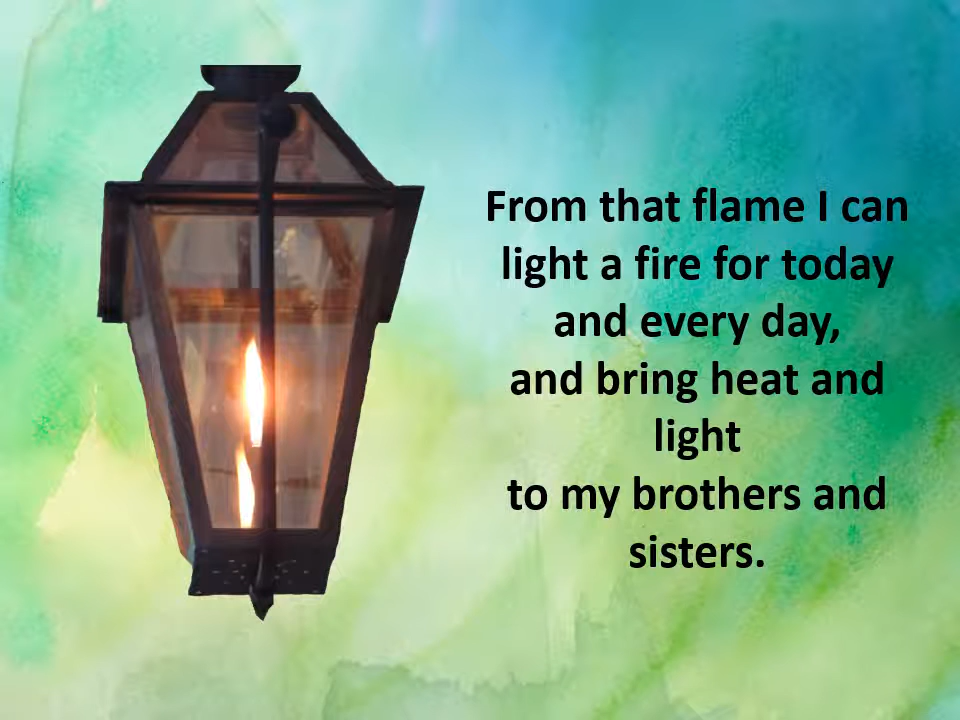 From that flame I can
light a fire for today
and every day,
and bring heat and
light
to my brothers and
sisters.